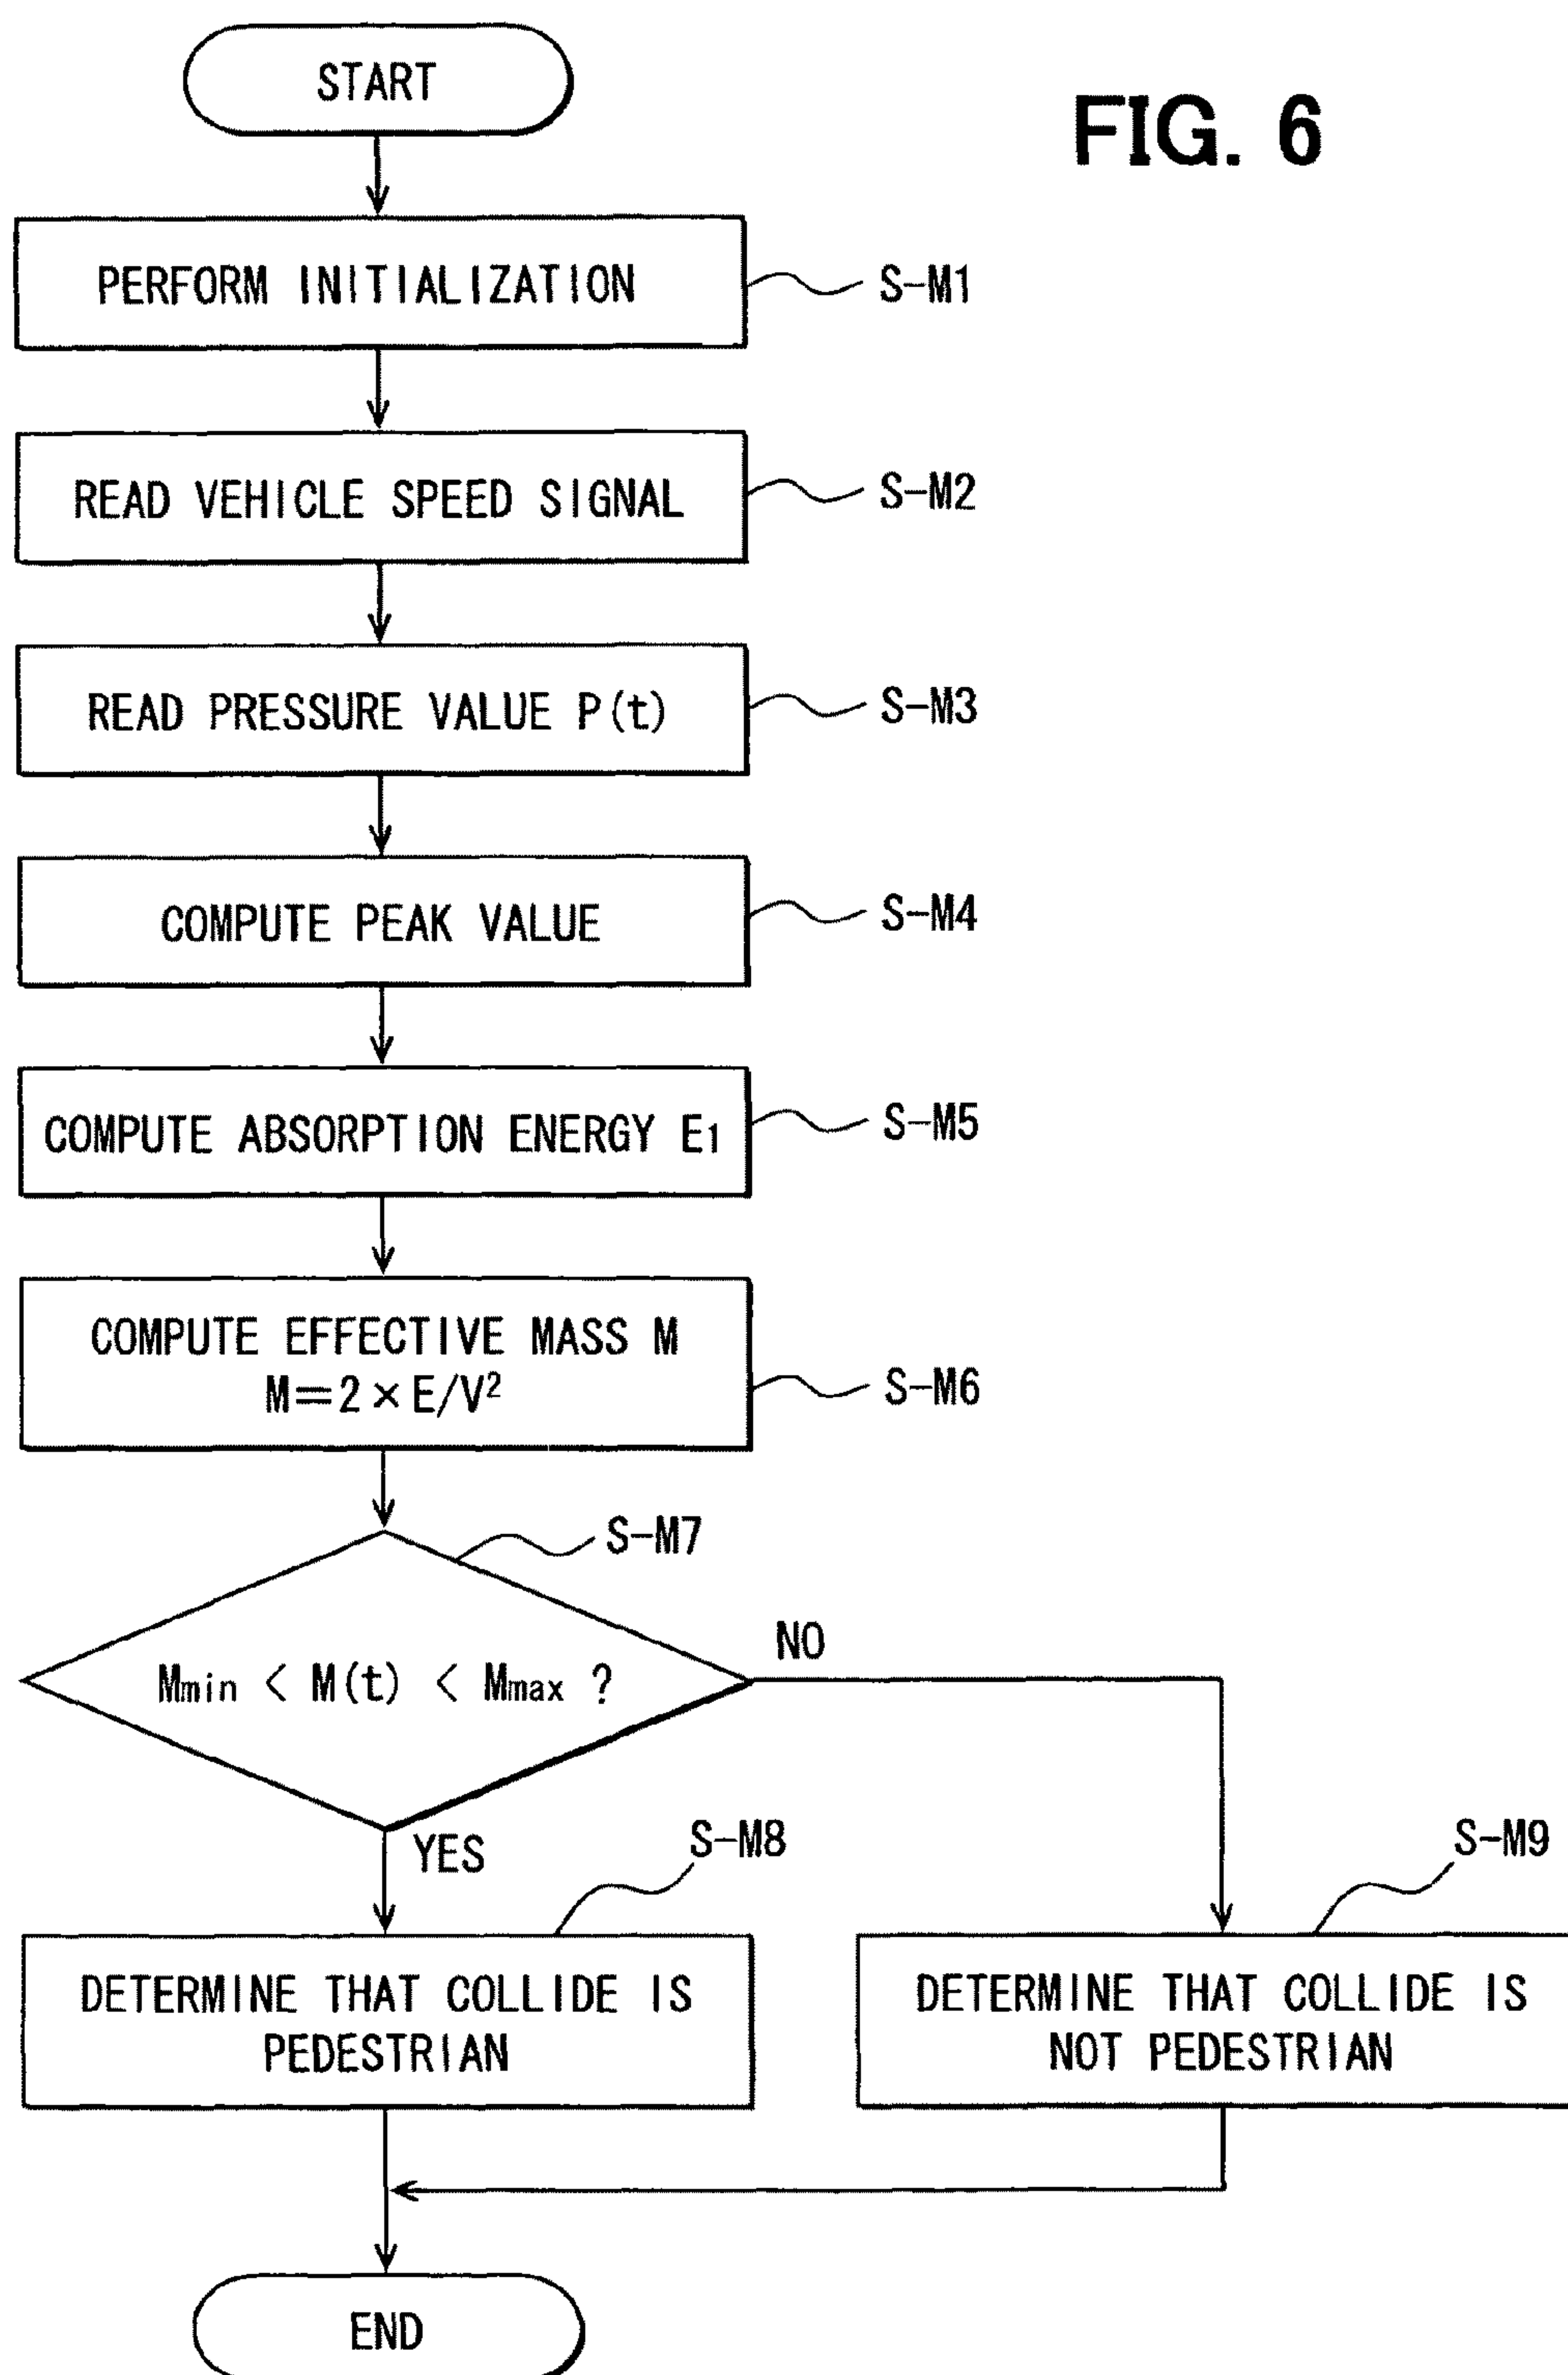 START
FIG. 6
PERFORM INITIALIZATION
S-M1
READ VEHICLE SPEED SIGNAL
S-M2
READ PRESSURE VALUE P(t)
S-M3
COMPUTE PEAK VALUE
S-M4
COMPUTE ABSORPTION ENERGY E1
S-M5
COMPUTE EFFECTIVE MASS M
M=2×E/V²
S-M6
S-M7
Mmin < M(t) < Mmax ?
NO
YES
S-M8
S-M9
DETERMINE THAT COLLIDE IS
PEDESTRIAN
DETERMINE THAT COLLIDE IS
NOT PEDESTRIAN
END